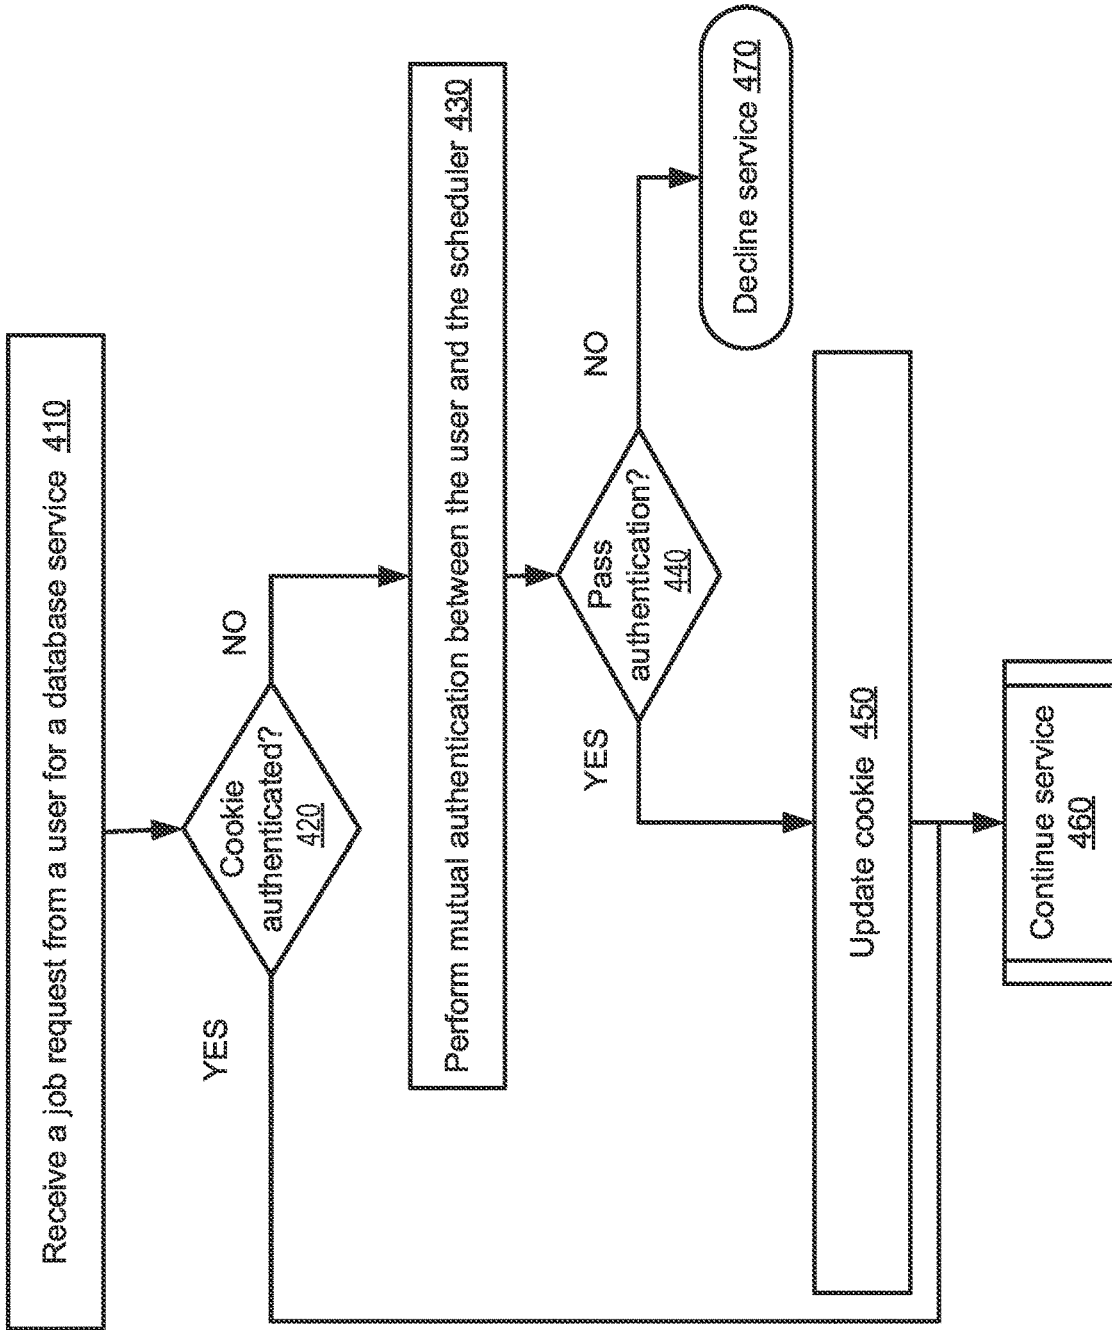 Receive a job request from a user for a database service 410
Cookie
authenticated?
420
YES
NO
Perform mutual authentication between the user and the scheduler 430
Pass
authentication?
440
YES
NO
Update cookie 450
Decline service 470
Continue service
460